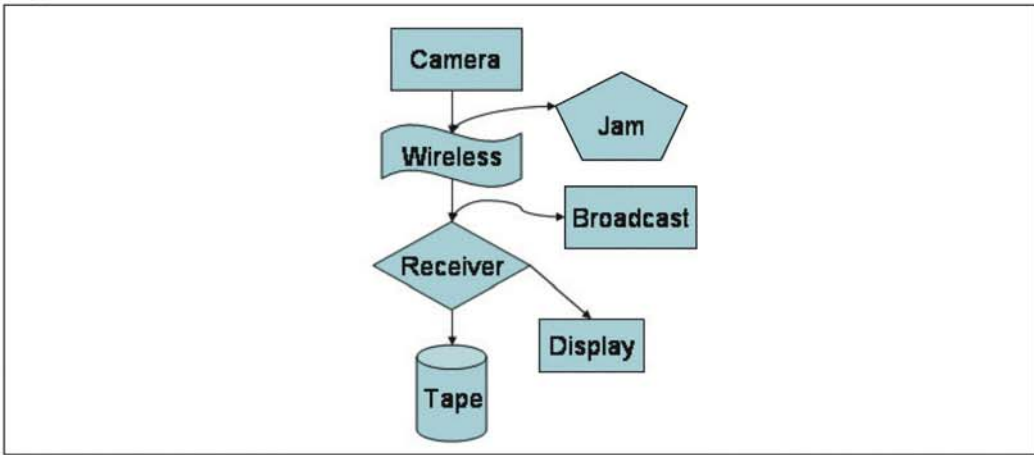 Camera
Jam
Wireless
Broadcast
Receiver
Display
Tape